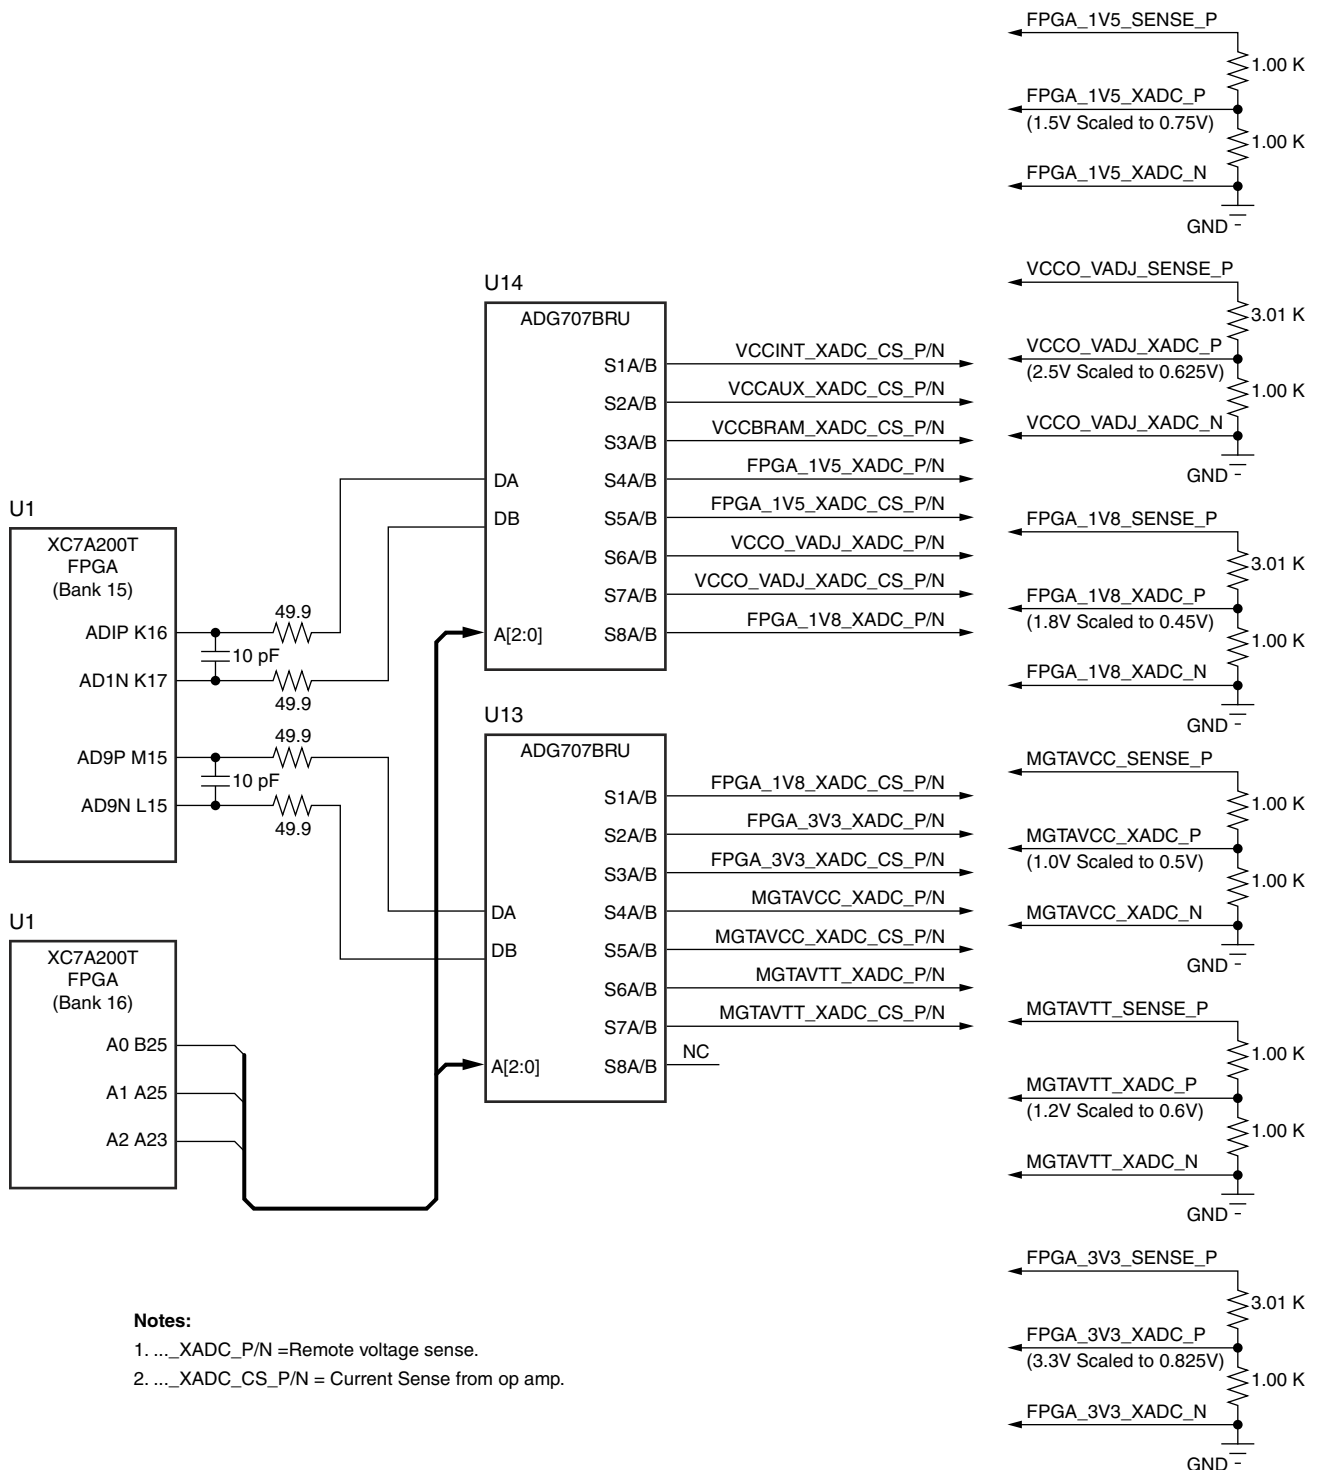 FPGA_1V5_SENSE_P
1.00 K
FPGA_1V5_XADC_P
(1.5V Scaled to 0.75V)
1.00 K
FPGA_1V5_XADC_N
GND
VCCO_VADJ_SENSE_P
3.01 K
VCCO_VADJ_XADC_P
(2.5V Scaled to 0.625V)
1.00 K
VCCO_VADJ_XADC_N
GND
FPGA_1V8_SENSE_P
3.01 K
FPGA_1V8_XADC_P
(1.8V Scaled to 0.45V)
1.00 K
FPGA_1V8_XADC_N
GND
MGTAVCC_SENSE_P
1.00 K
MGTAVCC_XADC_P
(1.0V Scaled to 0.5V)
1.00 K
MGTAVCC_XADC_N
GND
MGTAVTT_SENSE_P
1.00 K
MGTAVTT_XADC_P
(1.2V Scaled to 0.6V)
1.00 K
MGTAVTT_XADC_N
GND
FPGA_3V3_SENSE_P
3.01 K
FPGA_3V3_XADC_P
(3.3V Scaled to 0.825V)
1.00 K
FPGA_3V3_XADC_N
GND
U14
ADG707BRU
S1A/B VCCINT_XADC_CS_P/N
S2A/B VCCAUX_XADC_CS_P/N
S3A/B VCCBRAM_XADC_CS_P/N
DA S4A/B FPGA_1V5_XADC_P/N
DB S5A/B FPGA_1V5_XADC_CS_P/N
S6A/B VCCO_VADJ_XADC_P/N
S7A/B VCCO_VADJ_XADC_CS_P/N
A[2:0] S8A/B FPGA_1V8_XADC_P/N
U13
ADG707BRU
S1A/B FPGA_1V8_XADC_CS_P/N
S2A/B FPGA_3V3_XADC_P/N
S3A/B FPGA_3V3_XADC_CS_P/N
DA S4A/B MGTAVCC_XADC_P/N
DB S5A/B MGTAVCC_XADC_CS_P/N
S6A/B MGTAVTT_XADC_P/N
S7A/B MGTAVTT_XADC_CS_P/N
A[2:0] S8A/B NC
U1
XC7A200T
FPGA
(Bank 15)
ADIP K16
49.9
10 pF
AD1N K17
49.9
AD9P M15
49.9
10 pF
AD9N L15
49.9
U1
XC7A200T
FPGA
(Bank 16)
A0 B25
A1 A25
A2 A23
Notes:
1. ..._XADC_P/N =Remote voltage sense.
2. ..._XADC_CS_P/N = Current Sense from op amp.